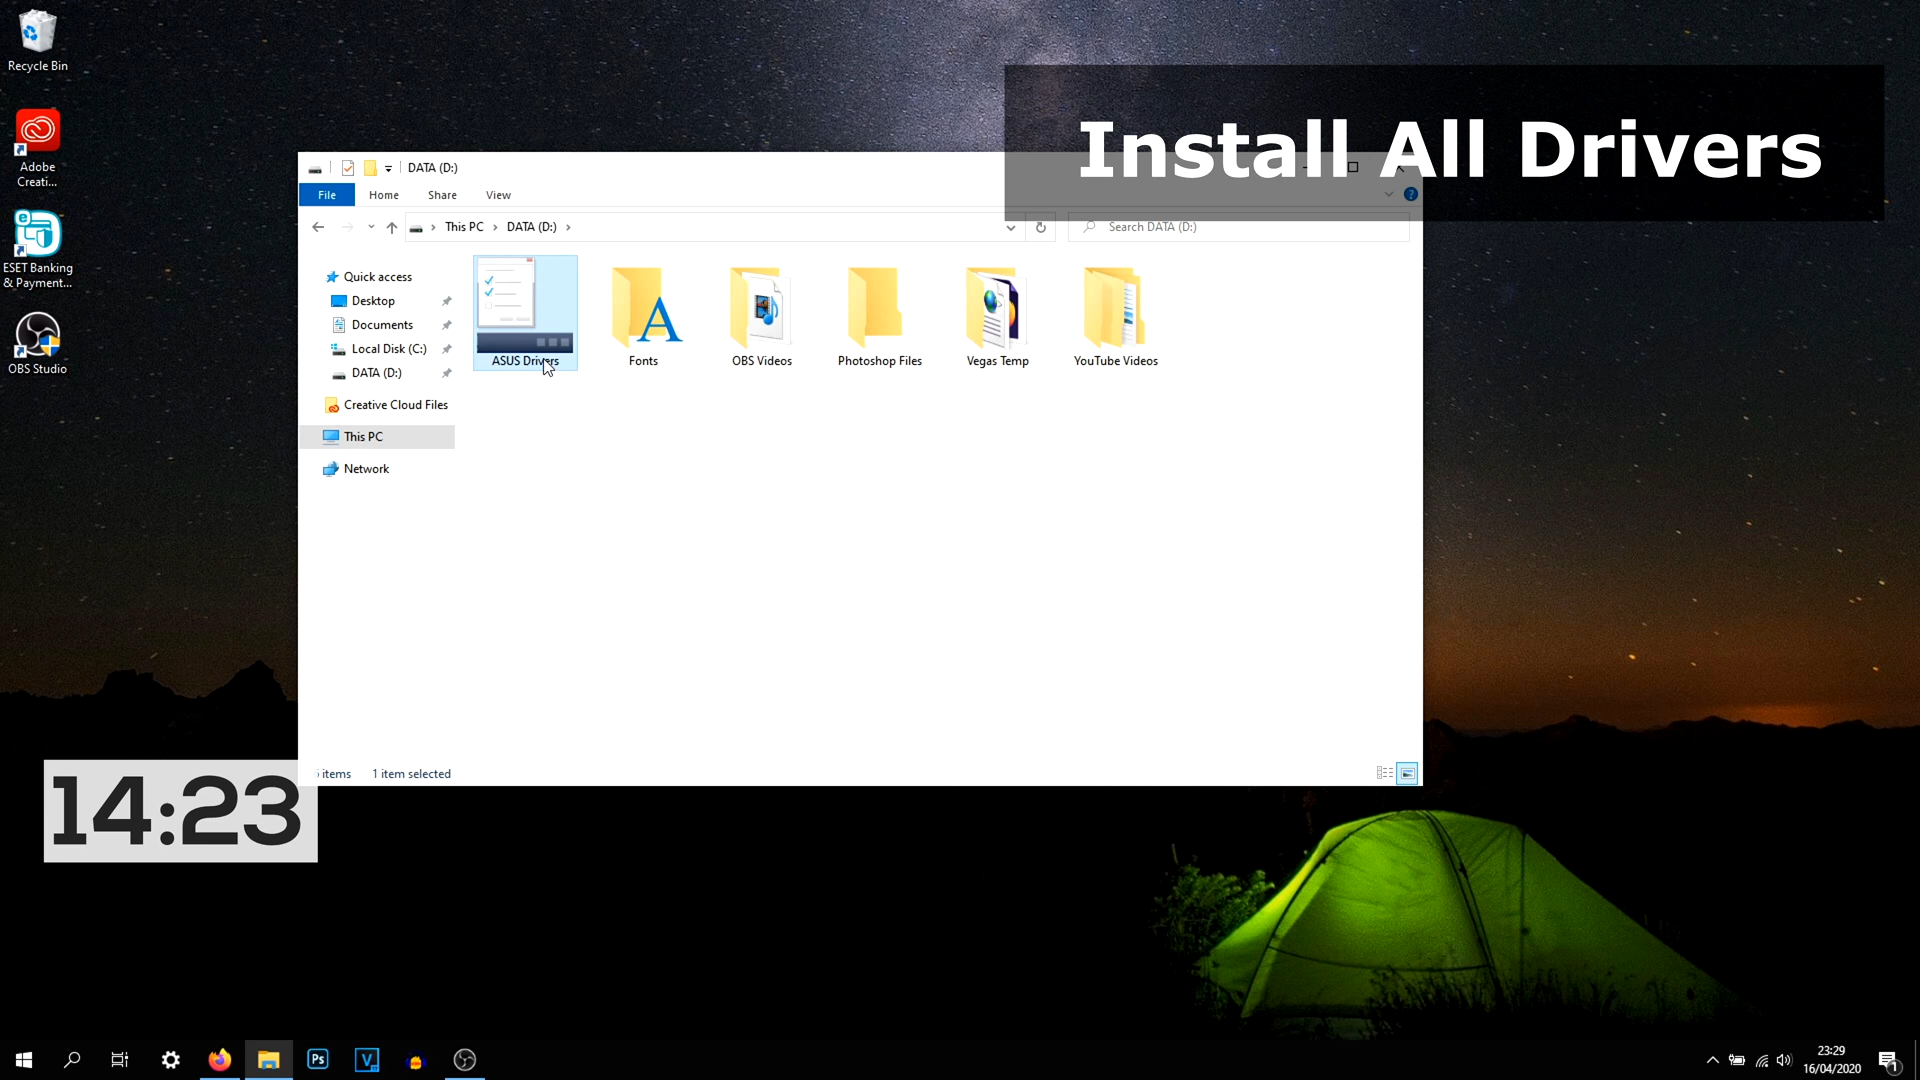 Recycle Bin
Adobe
Creati...
ESET Banking
& Payment...
OBS Studio
Install All Drivers
DATA (D:)
File Home Share View
This PC DATA (D:)
Search DATA (D:)
Quick access
Desktop
Documents
Local Disk (C:)
DATA (D:)
Creative Cloud Files
This PC
Network
ASUS Drivers
Fonts
OBS Videos
Photoshop Files
Vegas Temp
YouTube Videos
items 1 item selected
14:23
Ps
V
23:29
16/04/2020
1